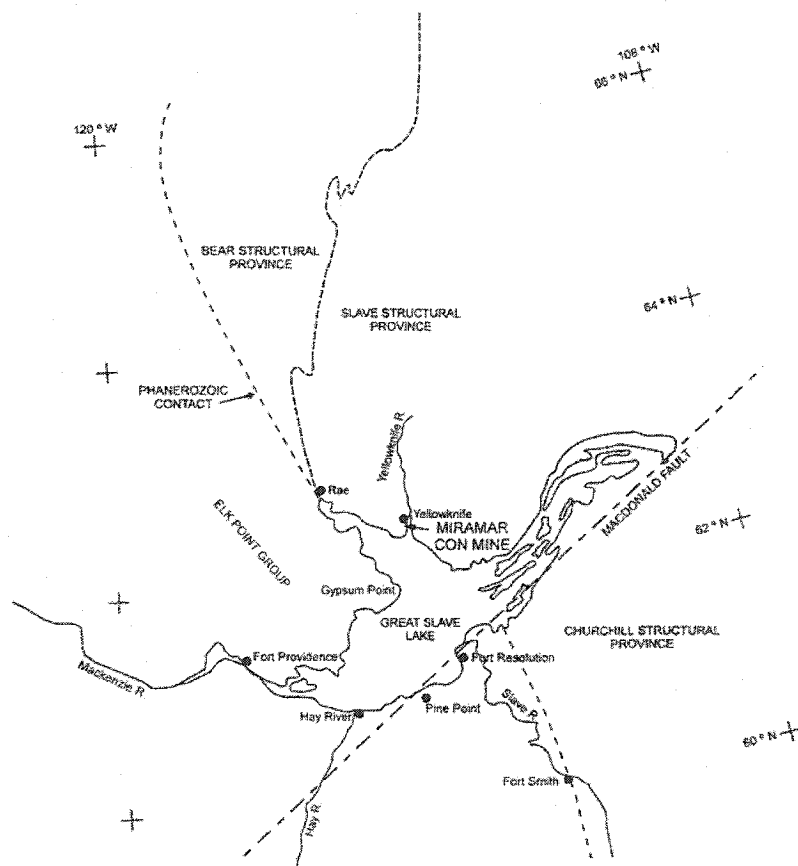 108° W
66° N
120° W
BEAR STRUCTURAL
PROVINCE
SLAVE STRUCTURAL
PROVINCE
64° N
PHANEROZOIC
CONTACT
Yellowknife R
MACDONALD FAULT
Rae
Yellowknife
MIRAMAR
CON MINE
62° N
ELK POINT GROUP
Gypsum Point
GREAT SLAVE
LAKE
CHURCHILL STRUCTURAL
PROVINCE
Fort Providence
Fort Resolution
Mackenzie R
Slave R
Pine Point
Hay River
60° N
Fort Smith
Hay R